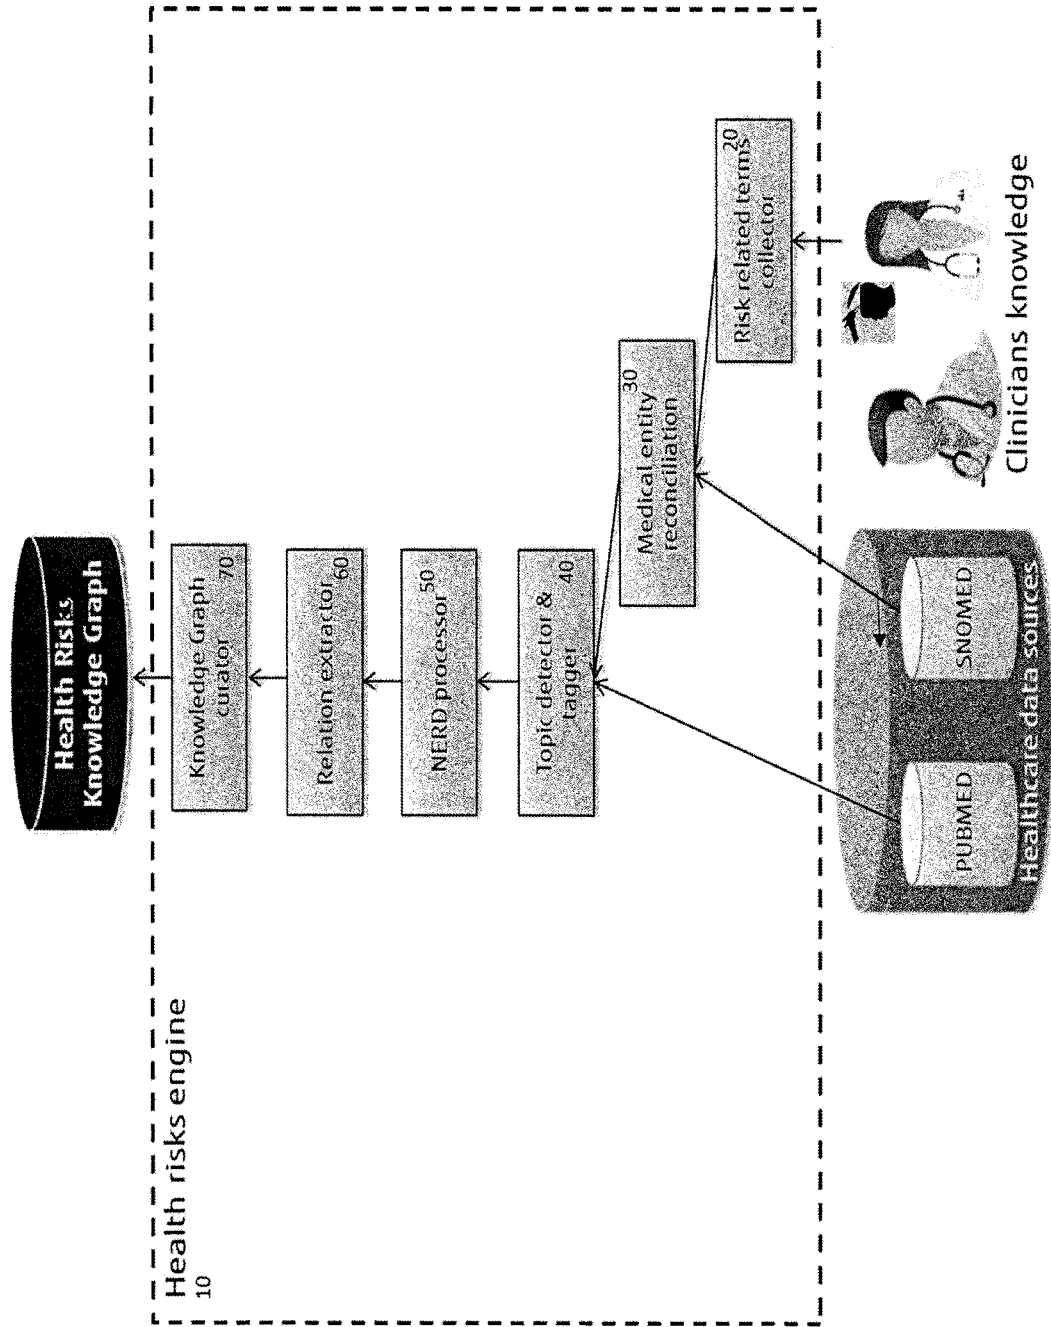 Health Risks
Knowledge Graph
Health risks engine
10
Knowledge Graph
curator
70
Relation extractor
60
NERD processor
50
Topic detector &
tagger
40
Medical entity
reconciliation
30
Risk related terms
collector
20
PUBMED
SNOMED
Healthcare data sources
Clinicians knowledge